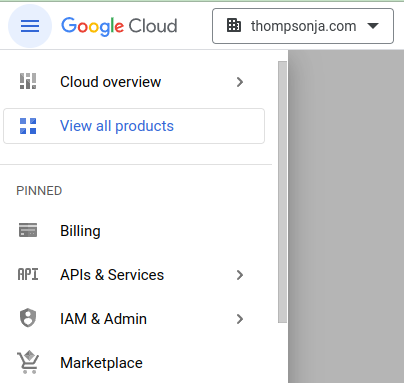 Google Cloud
thompsonja.com
Cloud overview
View all products
PINNED
Billing
API APIs & Services
IAM & Admin
Marketplace